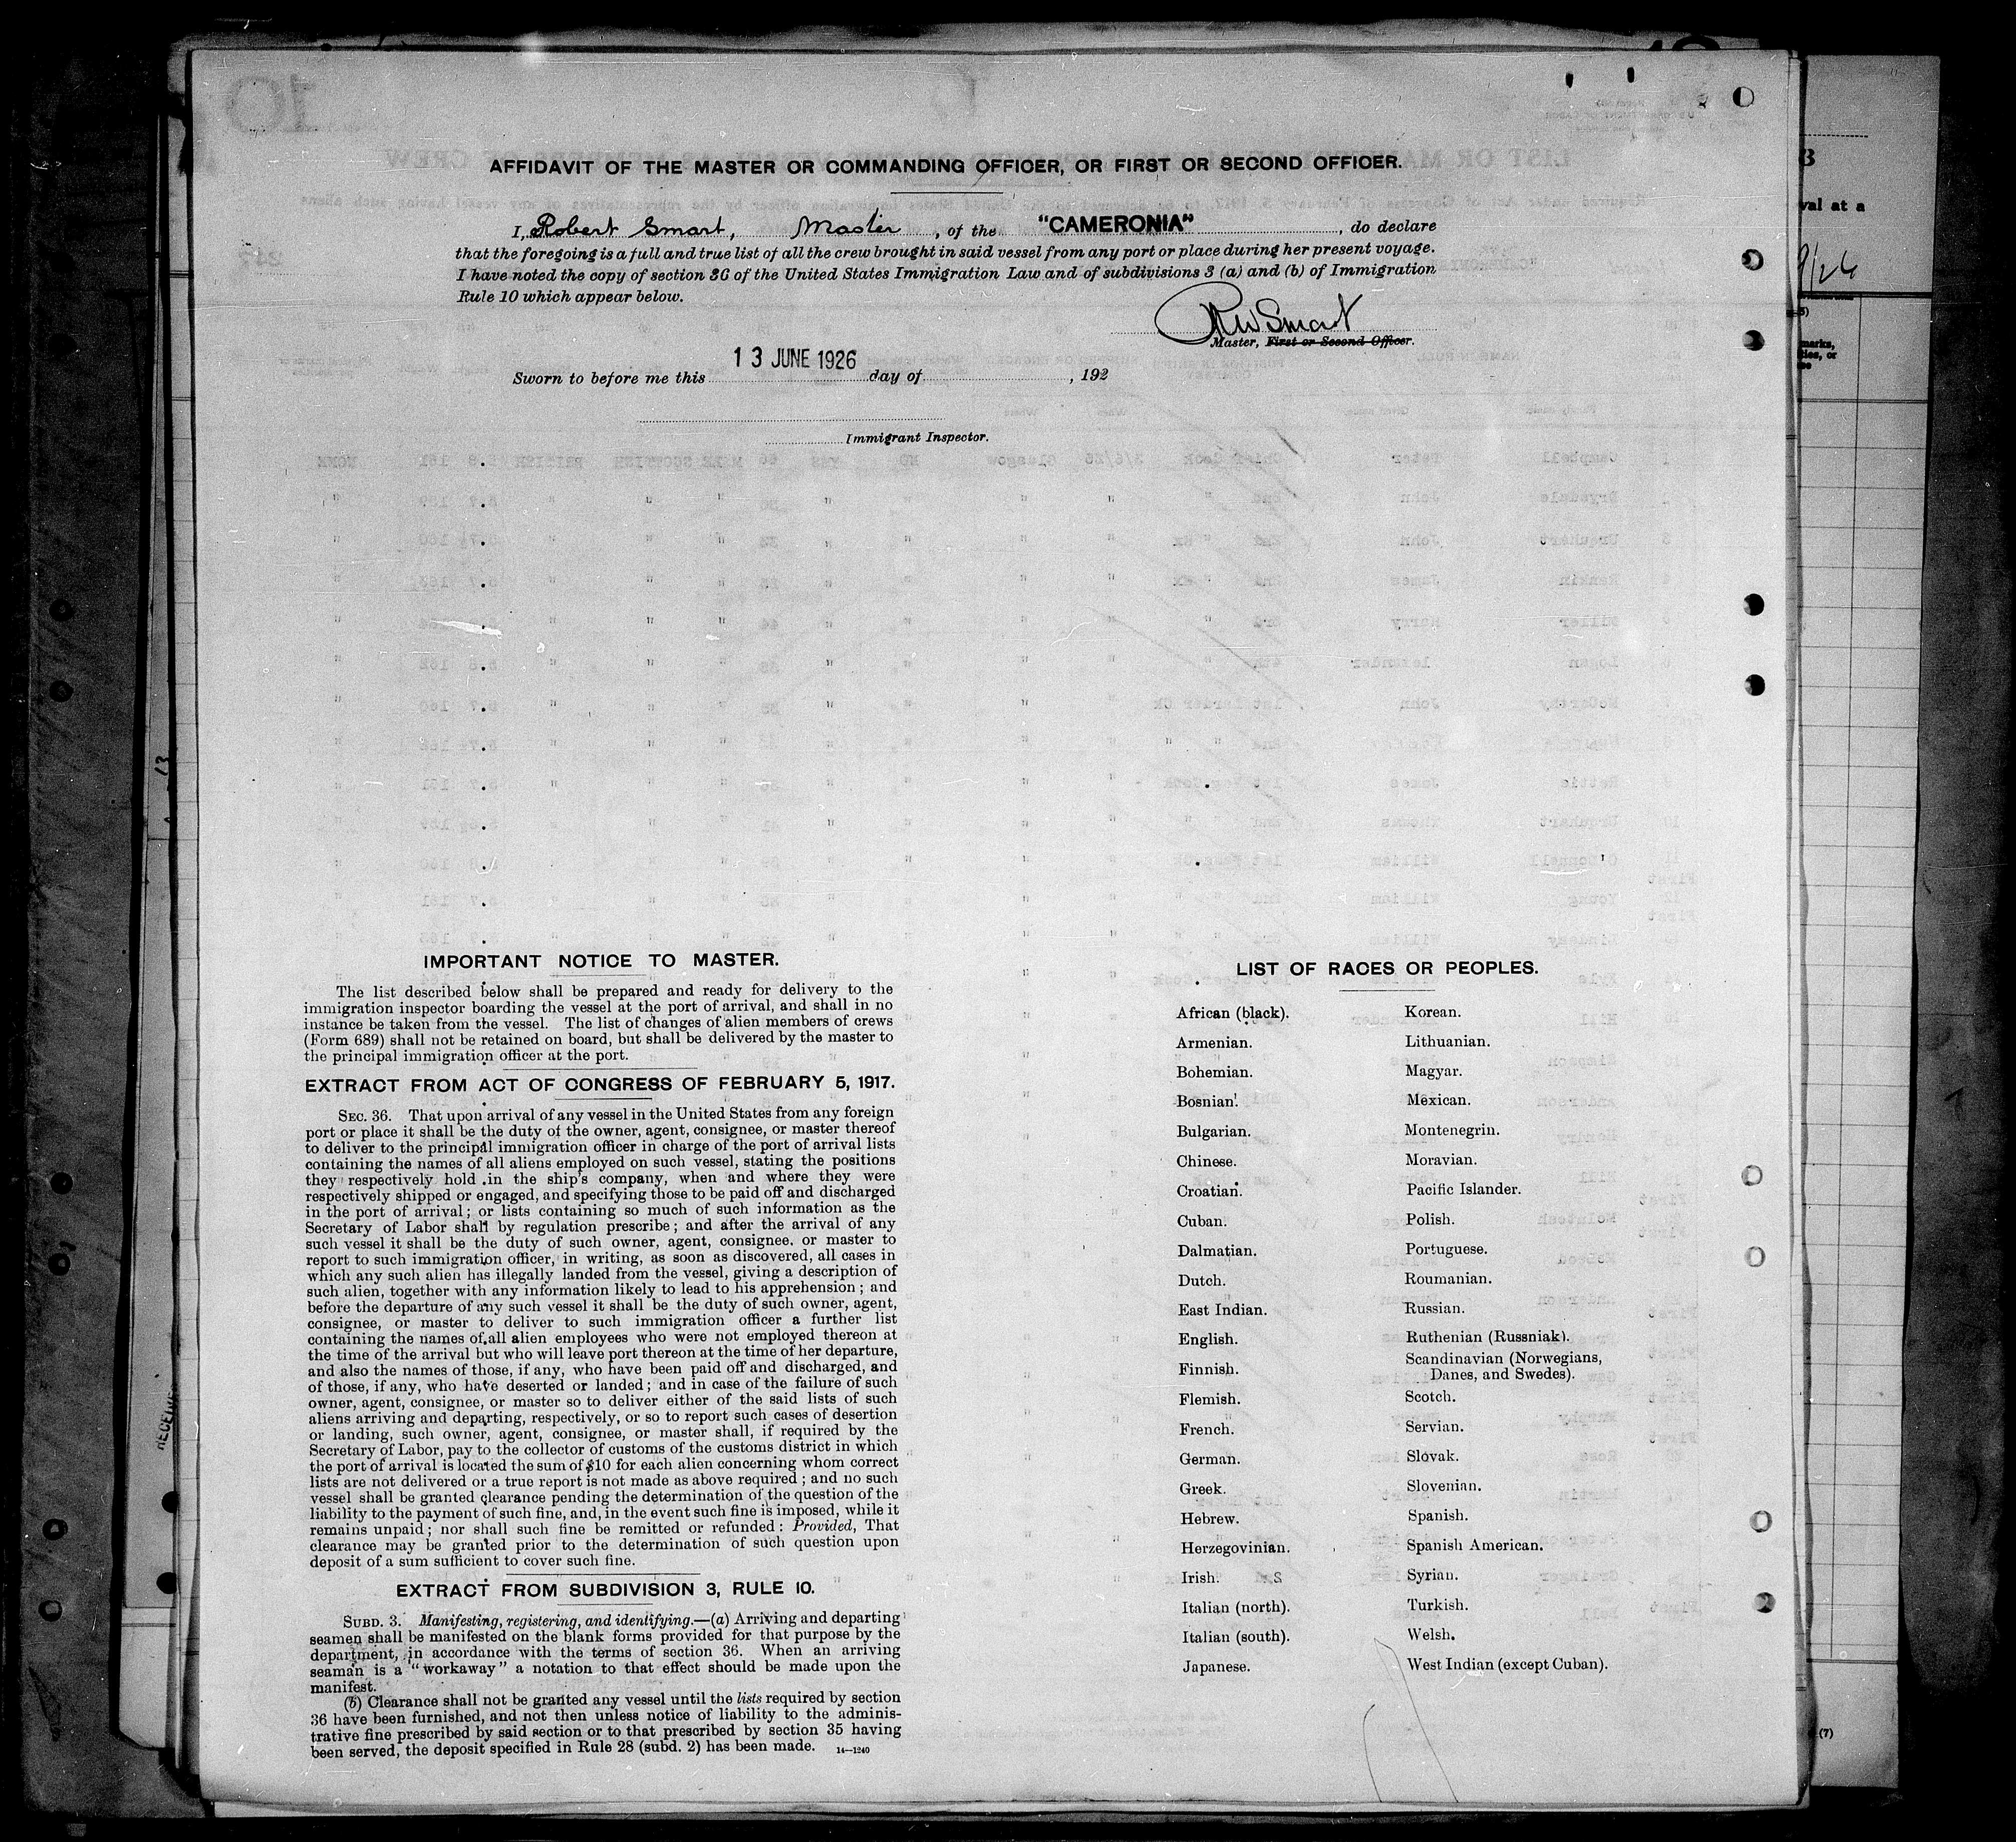 AFFIDAVIT OF THE MASTER OR COMMANDING OFFICER, OR FIRST OR SECOND OFFICER.
I, Robert Smart, Master, of the "CAMERONIA", do declare
that the foregoing is a full and true list of all the crew brought in said vessel from any port or place during her present voyage.
I have noted the copy of section 36 of the United States Immigration Law and of subdivisions 3 (a) and (b) of Immigration
Rule 10 which appear below.
RW Smart
Master, First or Second Officer.
13 JUNE 1926
Sworn to before me this day of , 192
Immigrant Inspector.
IMPORTANT NOTICE TO MASTER.
The list described below shall be prepared and ready for delivery to the
immigration inspector boarding the vessel at the port of arrival, and shall in no
instance be taken from the vessel. The list of changes of alien members of crews
(Form 689) shall not be retained on board, but shall be delivered by the master to
the principal immigration officer at the port.
EXTRACT FROM ACT OF CONGRESS OF FEBRUARY 5, 1917.
SEC. 36. That upon arrival of any vessel in the United States from any foreign
port or place it shall be the duty of the owner, agent, consignee, or master thereof
to deliver to the principal immigration officer in charge of the port of arrival lists
containing the names of all aliens employed on such vessel, stating the positions
they respectively hold in the ship's company, when and where they were
respectively shipped or engaged, and specifying those to be paid off and discharged
in the port of arrival; or lists containing so much of such information as the
Secretary of Labor shall by regulation prescribe; and after the arrival of any
such vessel it shall be the duty of such owner, agent, consignee, or master to
report to such immigration officer, in writing, as soon as discovered, all cases in
which any such alien has illegally landed from the vessel, giving a description of
such alien, together with any information likely to lead to his apprehension; and
before the departure of any such vessel it shall be the duty of such owner, agent,
consignee, or master to deliver to such immigration officer a further list
containing the names of all alien employees who were not employed thereon at
the time of the arrival but who will leave port thereon at the time of her departure,
and also the names of those, if any, who have been paid off and discharged, and
of those, if any, who have deserted or landed; and in case of the failure of such
owner, agent, consignee, or master so to deliver either of the said lists of such
aliens arriving and departing, respectively, or so to report such cases of desertion
or landing, such owner, agent, consignee, or master shall, if required by the
Secretary of Labor, pay to the collector of customs of the customs district in which
the port of arrival is located the sum of $10 for each alien concerning whom correct
lists are not delivered or a true report is not made as above required; and no such
vessel shall be granted clearance pending the determination of the question of the
liability to the payment of such fine, and, in the event such fine is imposed, while it
remains unpaid; nor shall such fine be remitted or refunded: Provided, That
clearance may be granted prior to the determination of such question upon
deposit of a sum sufficient to cover such fine.
EXTRACT FROM SUBDIVISION 3, RULE 10.
SUBD. 3. Manifesting, registering, and identifying.—(a) Arriving and departing
seamen shall be manifested on the blank forms provided for that purpose by the
department, in accordance with the terms of section 36. When an arriving
seaman is a "workaway" a notation to that effect should be made upon the
manifest.
(b) Clearance shall not be granted any vessel until the lists required by section
36 have been furnished, and not then unless notice of liability to the adminis-
trative fine prescribed by said section or to that prescribed by section 35 having
been served, the deposit specified in Rule 28 (subd. 2) has been made. 14—1240
LIST OF RACES OR PEOPLES.
African (black).
Armenian.
Bohemian.
Bosnian.
Bulgarian.
Chinese.
Croatian.
Cuban.
Dalmatian.
Dutch.
East Indian.
English.
Finnish.
Flemish.
French.
German.
Greek.
Hebrew.
Herzegovinian.
Irish.
Italian (north).
Italian (south).
Japanese.
Korean.
Lithuanian.
Magyar.
Mexican.
Montenegrin.
Moravian.
Pacific Islander.
Polish.
Portuguese.
Roumanian.
Russian.
Ruthenian (Russniak).
Scandinavian (Norwegians,
Danes, and Swedes).
Scotch.
Servian.
Slovak.
Slovenian.
Spanish.
Spanish American.
Syrian.
Turkish.
Welsh.
West Indian (except Cuban).
val at a
(7)